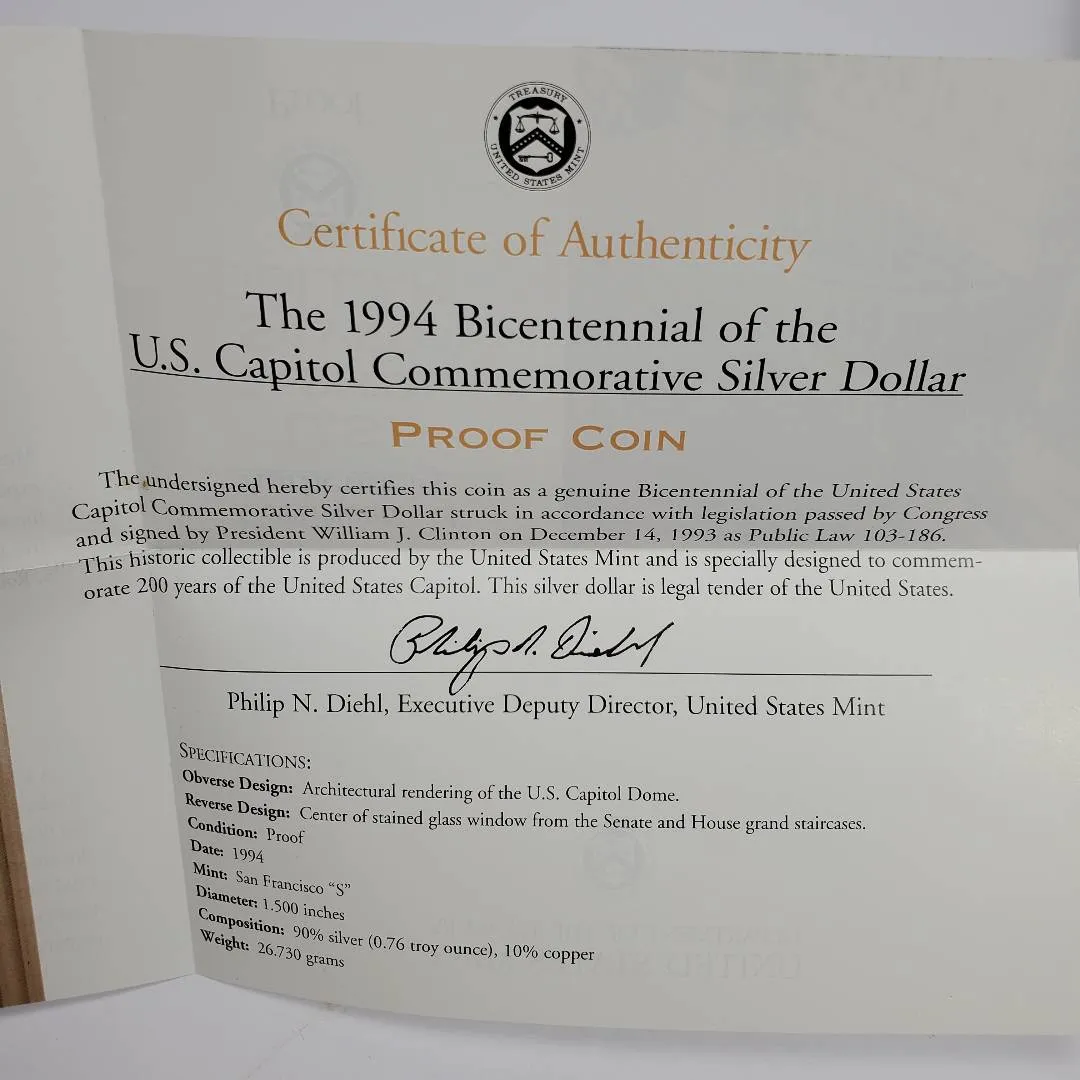 TREASURY
UNITED STATES MINT
Certificate of Authenticity
The 1994 Bicentennial of the
U.S. Capitol Commemorative Silver Dollar
PROOF COIN
The undersigned hereby certifies this coin as a genuine Bicentennial of the United States
Capitol Commemorative Silver Dollar struck in accordance with legislation passed by Congress
and signed by President William J. Clinton on December 14, 1993 as Public Law 103-186.
This historic collectible is produced by the United States Mint and is specially designed to commem-
orate 200 years of the United States Capitol. This silver dollar is legal tender of the United States.
Philip N. Diehl
Philip N. Diehl, Executive Deputy Director, United States Mint
SPECIFICATIONS:
Obverse Design: Architectural rendering of the U.S. Capitol Dome.
Reverse Design: Center of stained glass window from the Senate and House grand staircases.
Condition: Proof
Date: 1994
Mint: San Francisco “S”
Diameter: 1.500 inches
Composition: 90% silver (0.76 troy ounce), 10% copper
Weight: 26.730 grams